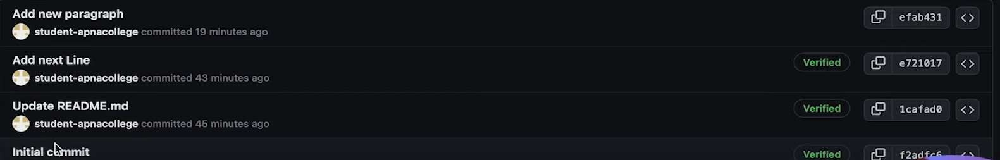 Add new paragraph
efab431
student-apnacollege committed 19 minutes ago
Add next Line
Verified
e721017
student-apnacollege committed 43 minutes ago
Update README.md
Verified
1cafad0
student-apnacollege committed 45 minutes ago
Initial commit
Verified
f2adfc6